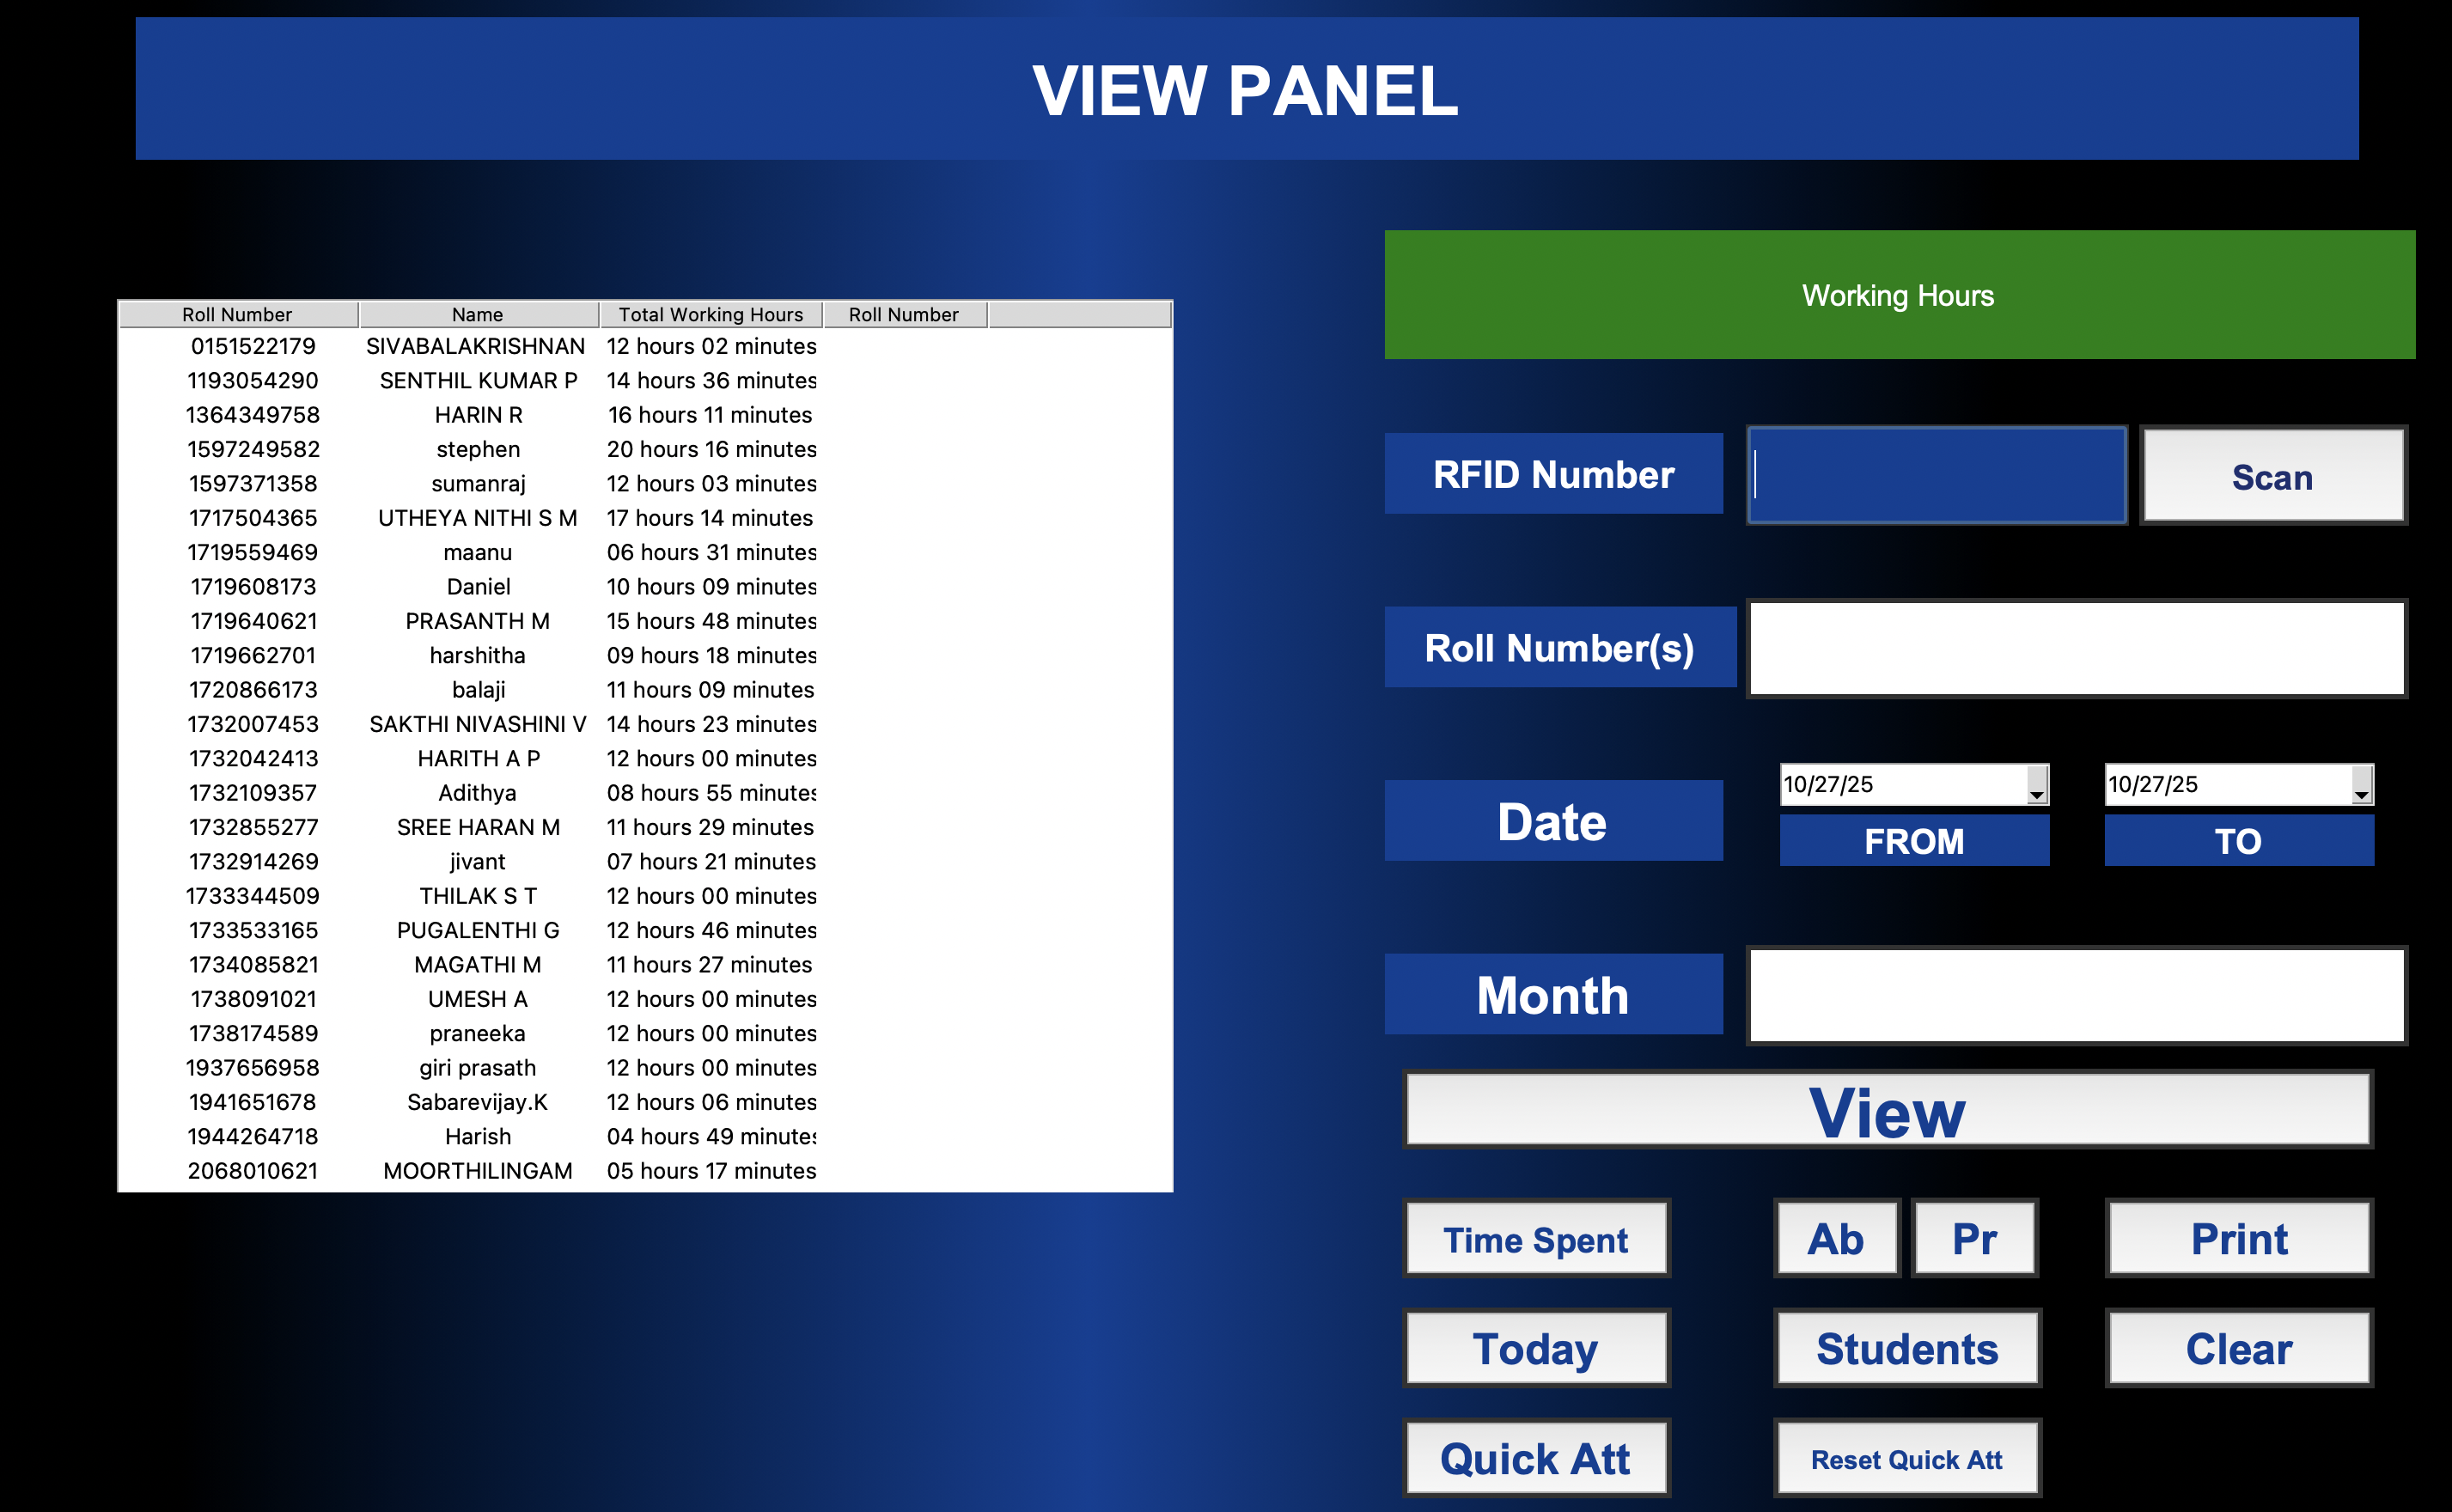 VIEW PANEL
Roll Number Name Total Working Hours Roll Number
0151522179 SIVABALAKRISHNAN 12 hours 02 minutes
1193054290 SENTHIL KUMAR P 14 hours 36 minutes
1364349758 HARIN R 16 hours 11 minutes
1597249582 stephen 20 hours 16 minutes
1597371358 sumanraj 12 hours 03 minutes
1717504365 UTHEYA NITHI S M 17 hours 14 minutes
1719559469 maanu 06 hours 31 minutes
1719608173 Daniel 10 hours 09 minutes
1719640621 PRASANTH M 15 hours 48 minutes
1719662701 harshitha 09 hours 18 minutes
1720866173 balaji 11 hours 09 minutes
1732007453 SAKTHI NIVASHINI V 14 hours 23 minutes
1732042413 HARITH A P 12 hours 00 minutes
1732109357 Adithya 08 hours 55 minutes
1732855277 SREE HARAN M 11 hours 29 minutes
1732914269 jivant 07 hours 21 minutes
1733344509 THILAK S T 12 hours 00 minutes
1733533165 PUGALENTHI G 12 hours 46 minutes
1734085821 MAGATHI M 11 hours 27 minutes
1738091021 UMESH A 12 hours 00 minutes
1738174589 praneeka 12 hours 00 minutes
1937656958 giri prasath 12 hours 00 minutes
1941651678 Sabarevijay.K 12 hours 06 minutes
1944264718 Harish 04 hours 49 minutes
2068010621 MOORTHILINGAM 05 hours 17 minutes
Working Hours
RFID Number Scan
Roll Number(s)
Date 10/27/25 10/27/25
FROM TO
Month
View
Time Spent Ab Pr Print
Today Students Clear
Quick Att Reset Quick Att